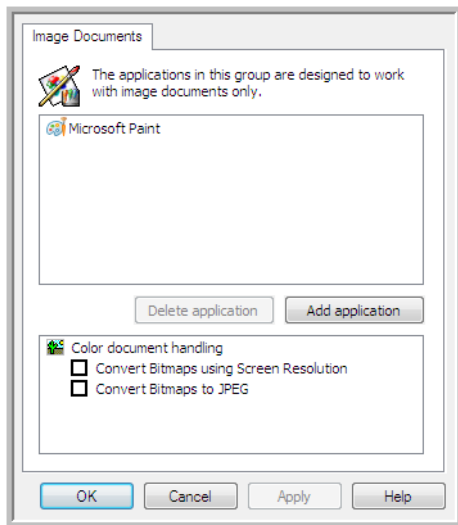 Image Documents
The applications in this group are designed to work
with image documents only.
Microsoft Paint
Delete application
Add application
Color document handling
Convert Bitmaps using Screen Resolution
Convert Bitmaps to JPEG
OK
Cancel
Apply
Help